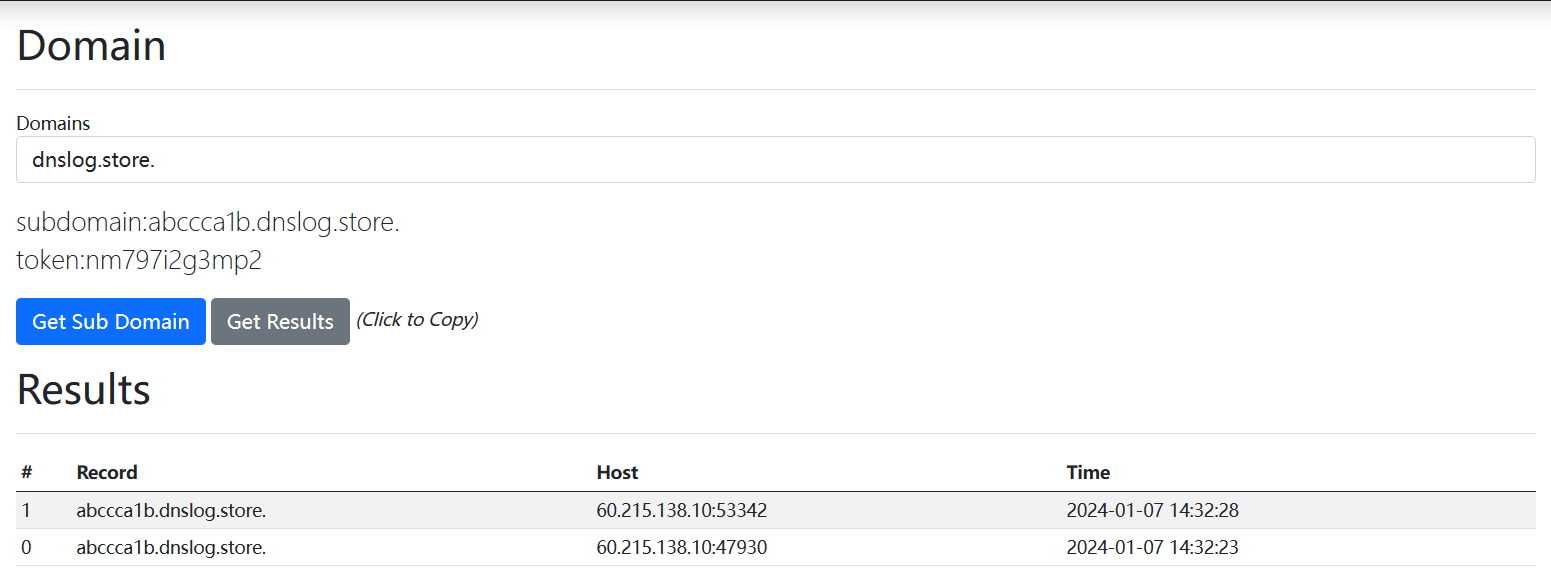 Domain
Domains
dnslog.store.
subdomain:abccca1b.dnslog.store.
token:nm797i2g3mp2
Get Sub Domain Get Results (Click to Copy)
Results
# Record Host Time
1 abccca1b.dnslog.store. 60.215.138.10:53342 2024-01-07 14:32:28
0 abccca1b.dnslog.store. 60.215.138.10:47930 2024-01-07 14:32:23